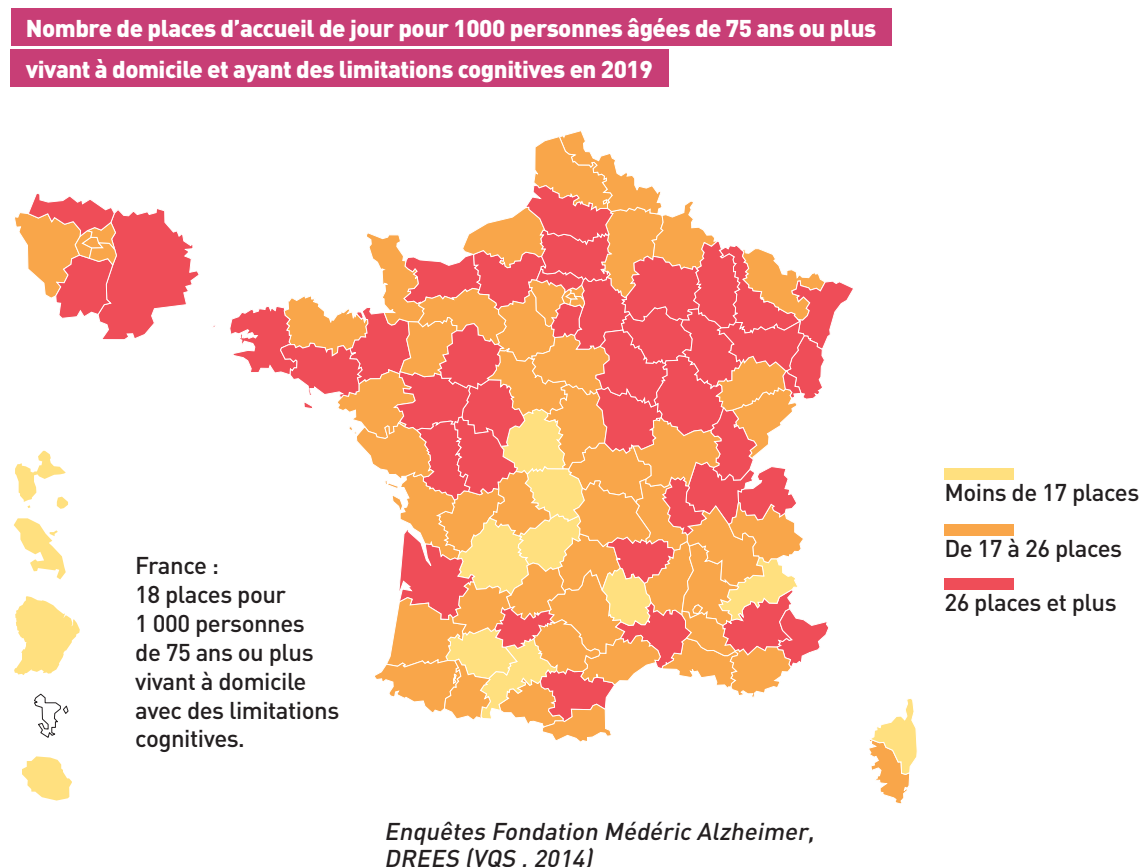 Nombre de places d'accueil de jour pour 1000 personnes âgées de 75 ans ou plus
vivant à domicile et ayant des limitations cognitives en 2019
Moins de 17 places
De 17 à 26 places
26 places et plus
France :
18 places pour
1 000 personnes
de 75 ans ou plus
vivant à domicile
avec des limitations
cognitives.
Enquêtes Fondation Médéric Alzheimer,
DREES (VQS , 2014)